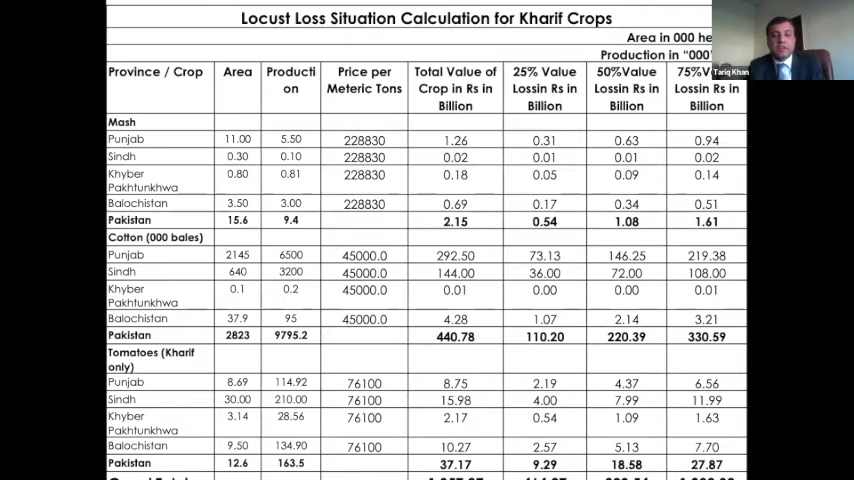 Locust Loss Situation Calculation for Kharif Crops
Area in 000
Production in "000"
Tariq Khan
Province / Crop Area Producti on Price per Meteric Tons Total Value of Crop in Rs in Billion 25% Value Lossin Rs in Billion 50%Value Lossin Rs in Billion 75% Lossin Rs in Billion
Mash
Punjab 11.00 5.50 228830 1.26 0.31 0.63 0.94
Sindh 0.30 0.10 228830 0.02 0.01 0.01 0.02
Khyber Pakhtunkhwa 0.80 0.81 228830 0.18 0.05 0.09 0.14
Balochistan 3.50 3.00 228830 0.69 0.17 0.34 0.51
Pakistan 15.6 9.4 2.15 0.54 1.08 1.61
Cotton (000 bales)
Punjab 2145 6500 45000.0 292.50 73.13 146.25 219.38
Sindh 640 3200 45000.0 144.00 36.00 72.00 108.00
Khyber Pakhtunkhwa 0.1 0.2 45000.0 0.01 0.00 0.00 0.01
Balochistan 37.9 95 45000.0 4.28 1.07 2.14 3.21
Pakistan 2823 9795.2 440.78 110.20 220.39 330.59
Tomatoes (Kharif only)
Punjab 8.69 114.92 76100 8.75 2.19 4.37 6.56
Sindh 30.00 210.00 76100 15.98 4.00 7.99 11.99
Khyber Pakhtunkhwa 3.14 28.56 76100 2.17 0.54 1.09 1.63
Balochistan 9.50 134.90 76100 10.27 2.57 5.13 7.70
Pakistan 12.6 163.5 37.17 9.29 18.58 27.87